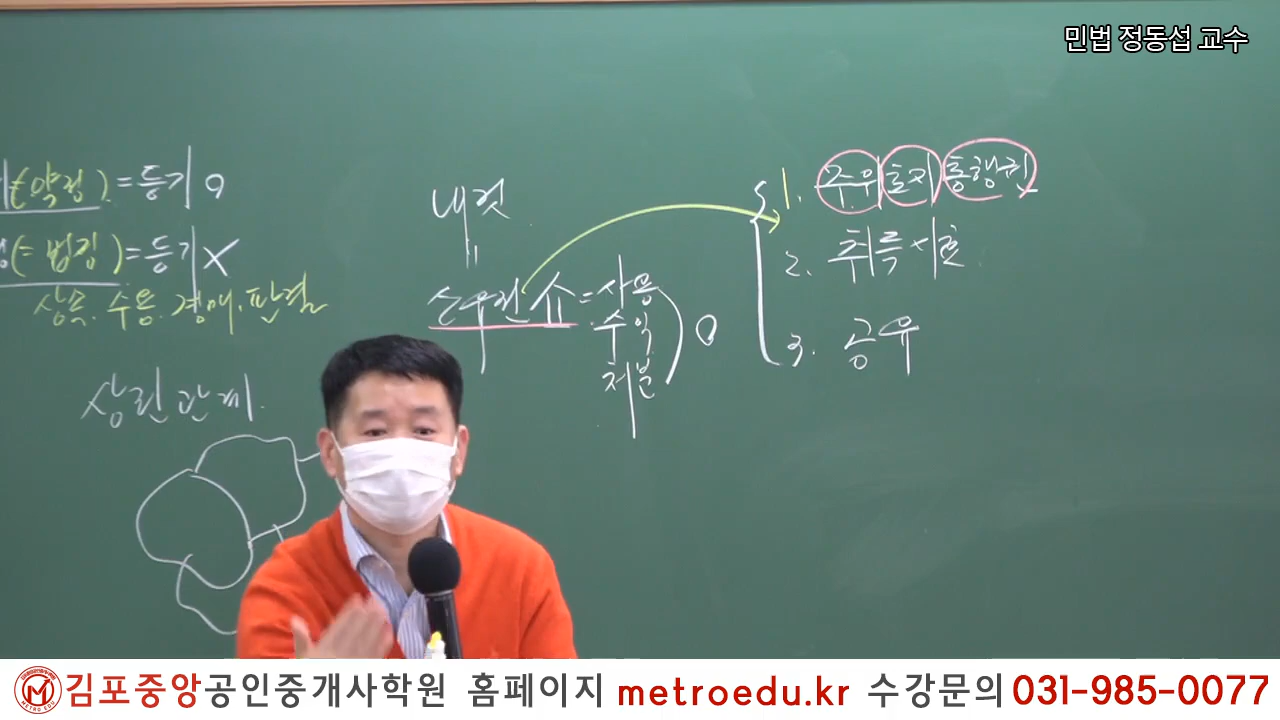 민법 정동섭 교수
(=약정) = 등기 O
(= 법김) = 등기 X
상속. 수용. 경매. 판결
상린관계.
내것
소유권 슈 = 사용
수익
처분
O
1. 주위토지통행권
2. 취득시효
3. 공유
METRO EDU
김포중앙공인중개사학원 홈페이지 metroedu.kr 수강문의 031-985-0077